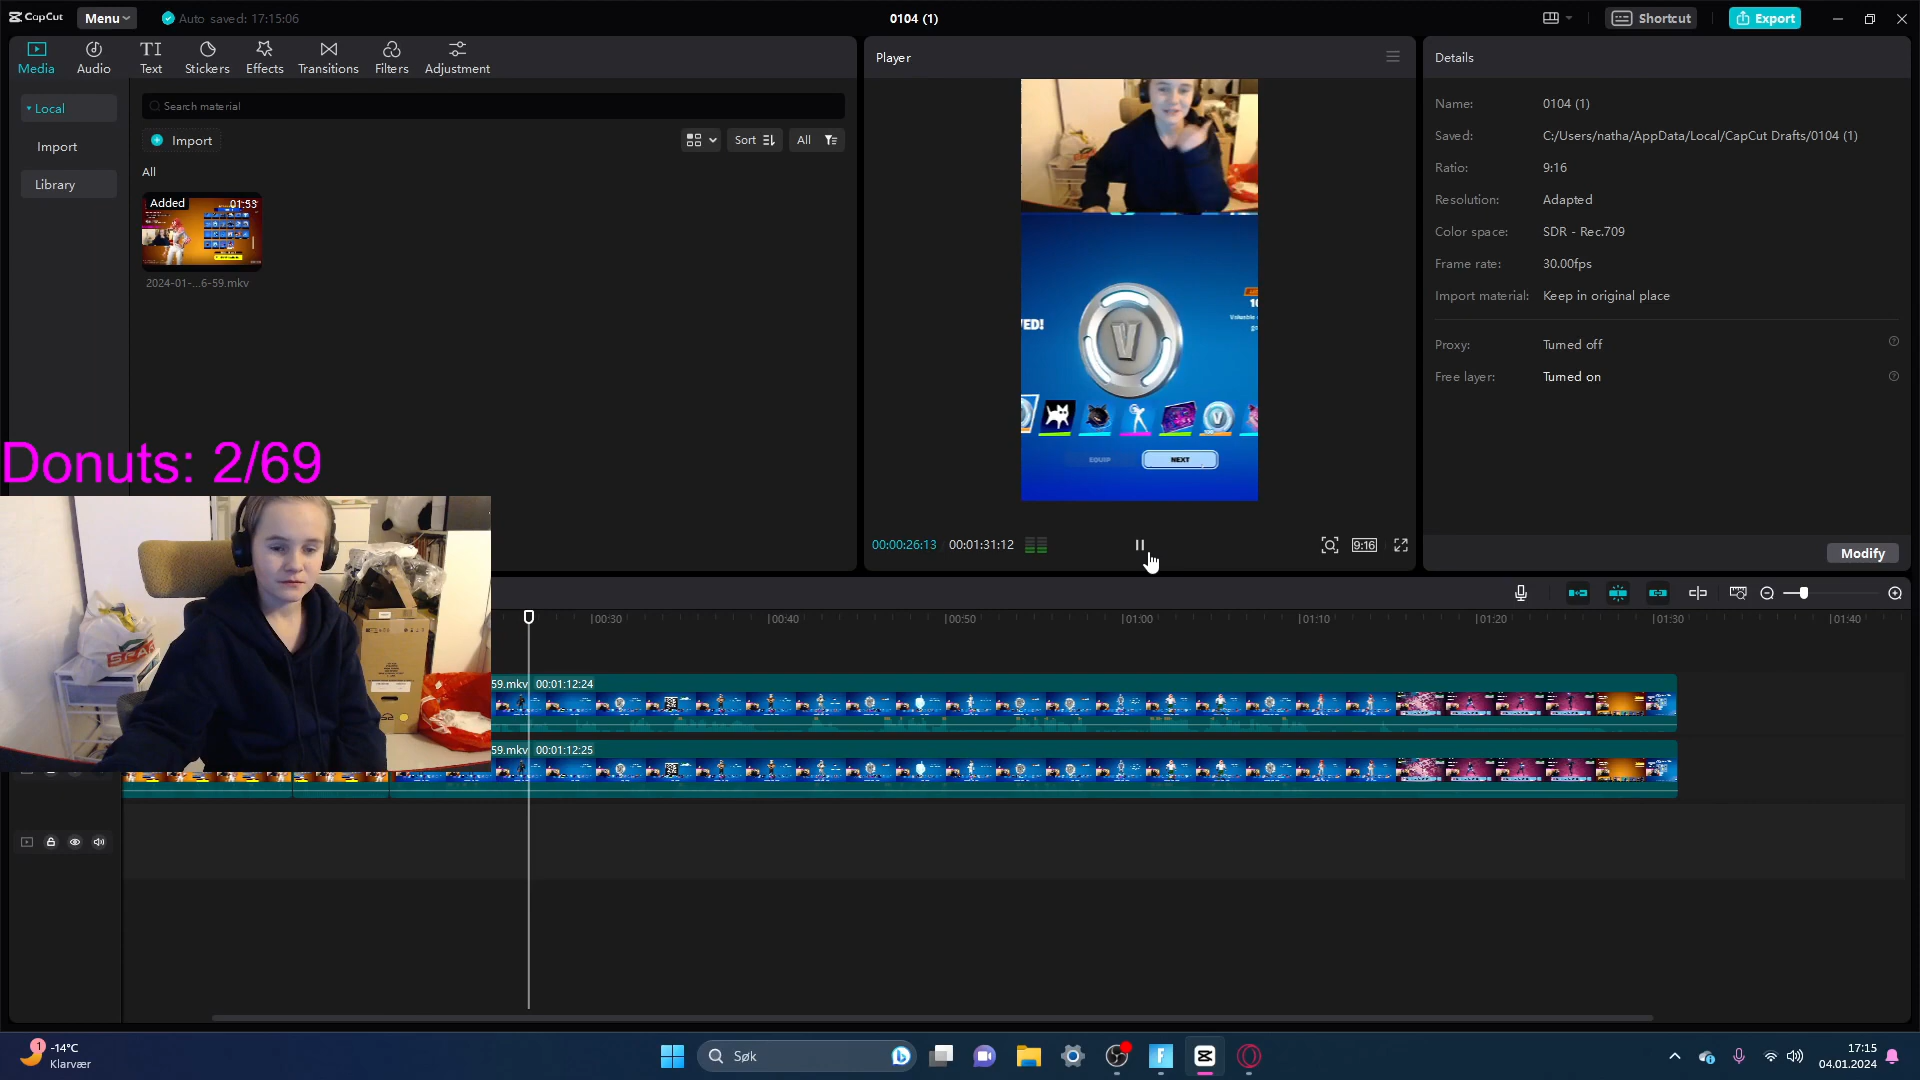 CapCut
Menu
Auto saved: 17:15:06
0104 (1)
Shortcut
Export
Media
Audio
TI
Text
Stickers
Effects
Transitions
Filters
Adjustment
Local
Import
Library
Search material
Import
Sort
All
All
Added
01:53
2024-01-...6-59.mkv
Player
ED!
V
EQUIP
NEXT
00:00:26:13
00:01:31:12
9:16
Details
Name: 0104 (1)
Saved: C:/Users/natha/AppData/Local/CapCut Drafts/0104 (1)
Ratio: 9:16
Resolution: Adapted
Color space: SDR - Rec.709
Frame rate: 30.00fps
Import material: Keep in original place
Proxy: Turned off
Free layer: Turned on
Modify
Donuts: 2/69
SPAR
00:30
00:40
00:50
01:00
01:10
01:20
01:30
01:40
59.mkv 00:01:12:24
59.mkv 00:01:12:25
1
-14°C
Klarvær
Søk
17:15
04.01.2024